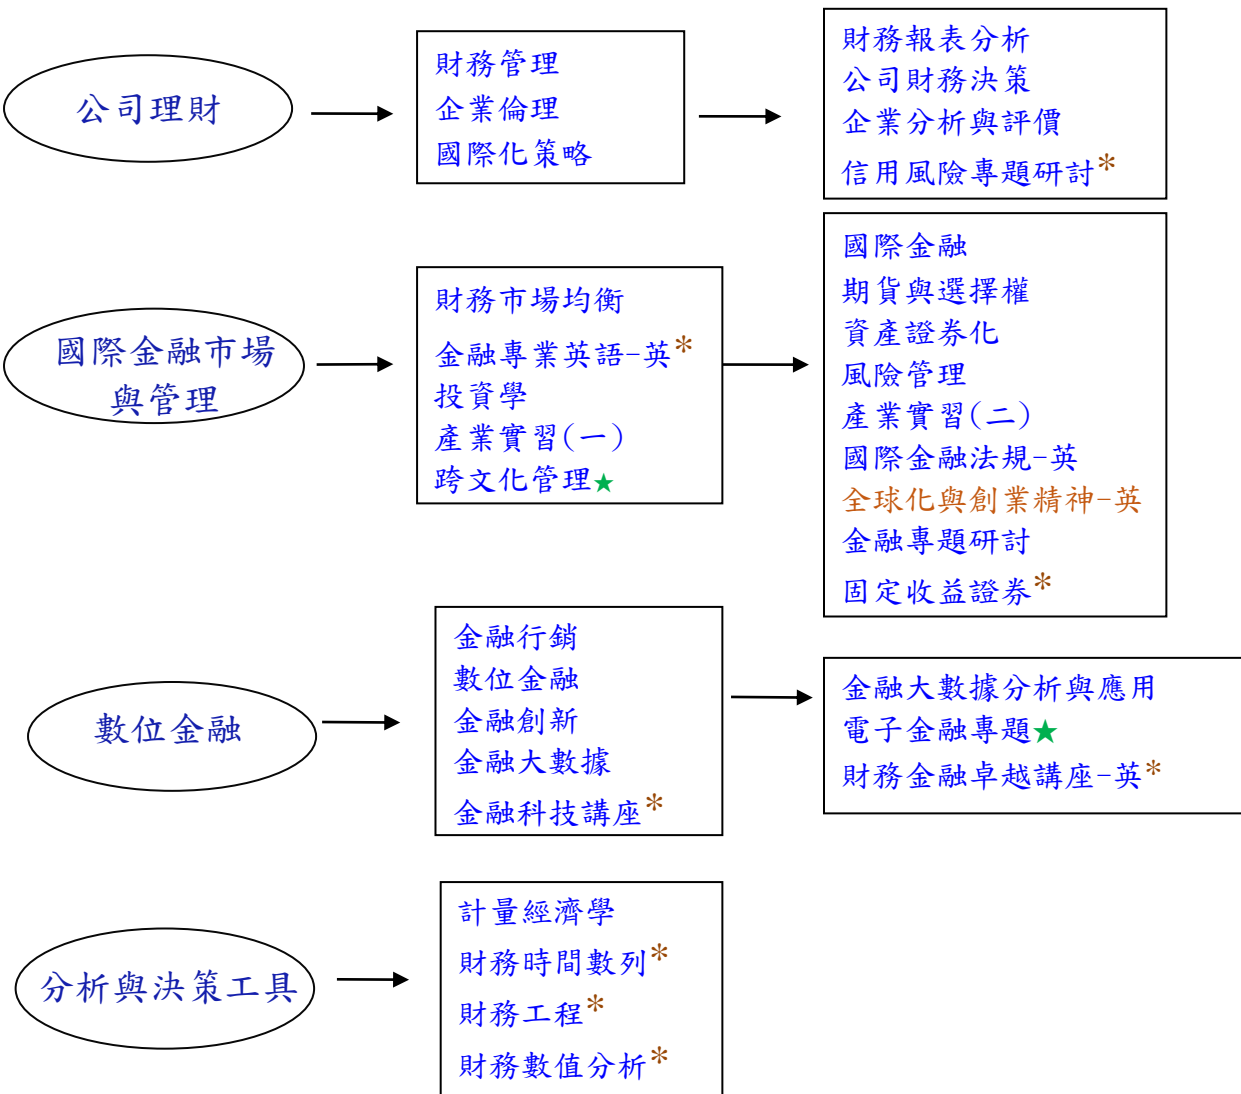 公司理財
財務管理
企業倫理
國際化策略
財務報表分析
公司財務決策
企業分析與評價
信用風險專題研討*
國際金融市場
與管理
財務市場均衡
金融專業英語-英*
投資學
產業實習(一)
跨文化管理★
國際金融
期貨與選擇權
資產證券化
風險管理
產業實習(二)
國際金融法規-英
全球化與創業精神-英
金融專題研討
固定收益證券*
數位金融
金融行銷
數位金融
金融創新
金融大數據
金融科技講座*
金融大數據分析與應用
電子金融專題★
財務金融卓越講座-英*
分析與決策工具
計量經濟學
財務時間數列*
財務工程*
財務數值分析*